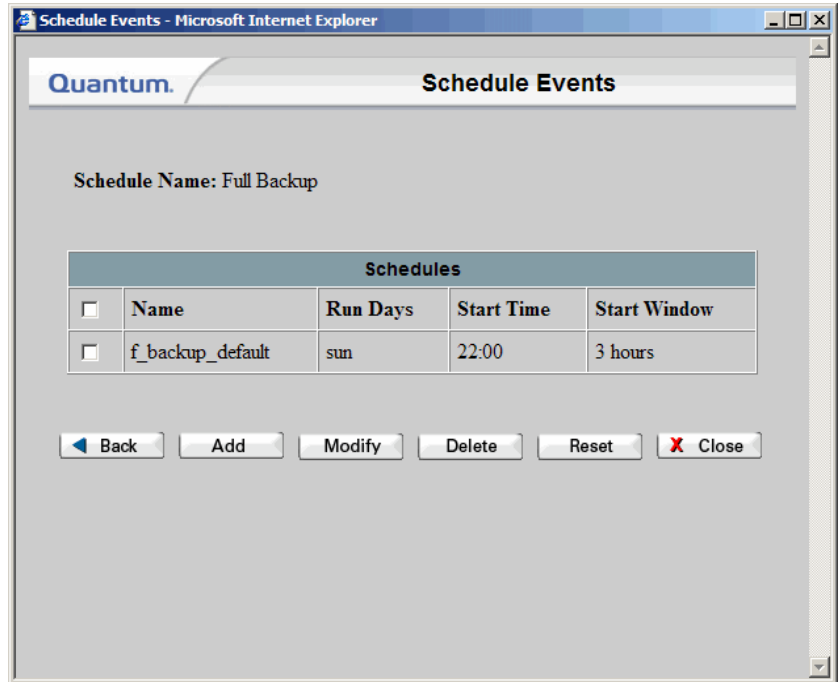 Schedule Events - Microsoft Internet Explorer
Quantum.
Schedule Events
Schedule Name: Full Backup
Schedules
Name Run Days Start Time Start Window
f_backup_default sun 22:00 3 hours
Back Add Modify Delete Reset X Close